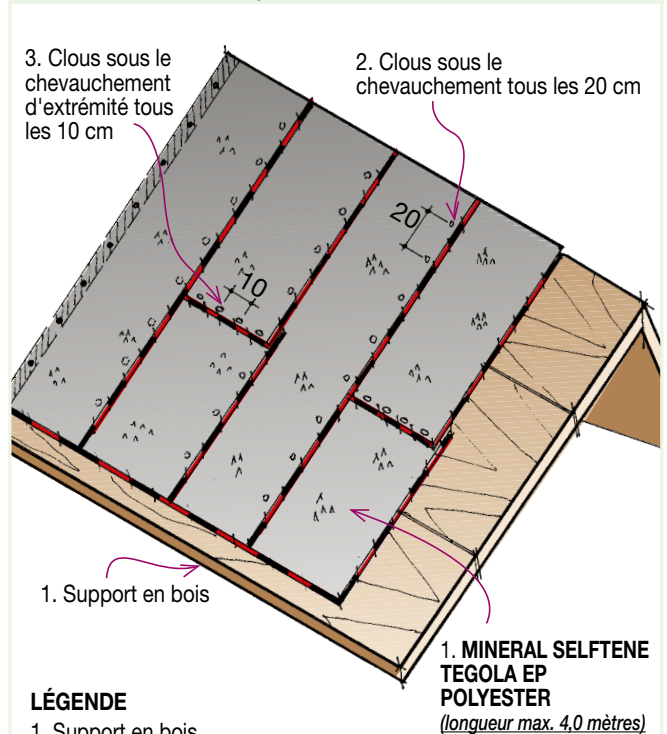 3. Clous sous le
chevauchement
d'extrémité tous
les 10 cm
2. Clous sous le
chevauchement tous les 20 cm
20
10
1. Support en bois
1. MINERAL SELFTENE
TEGOLA EP
POLYESTER
(longueur max. 4,0 mètres)
LÉGENDE
1. Support en bois